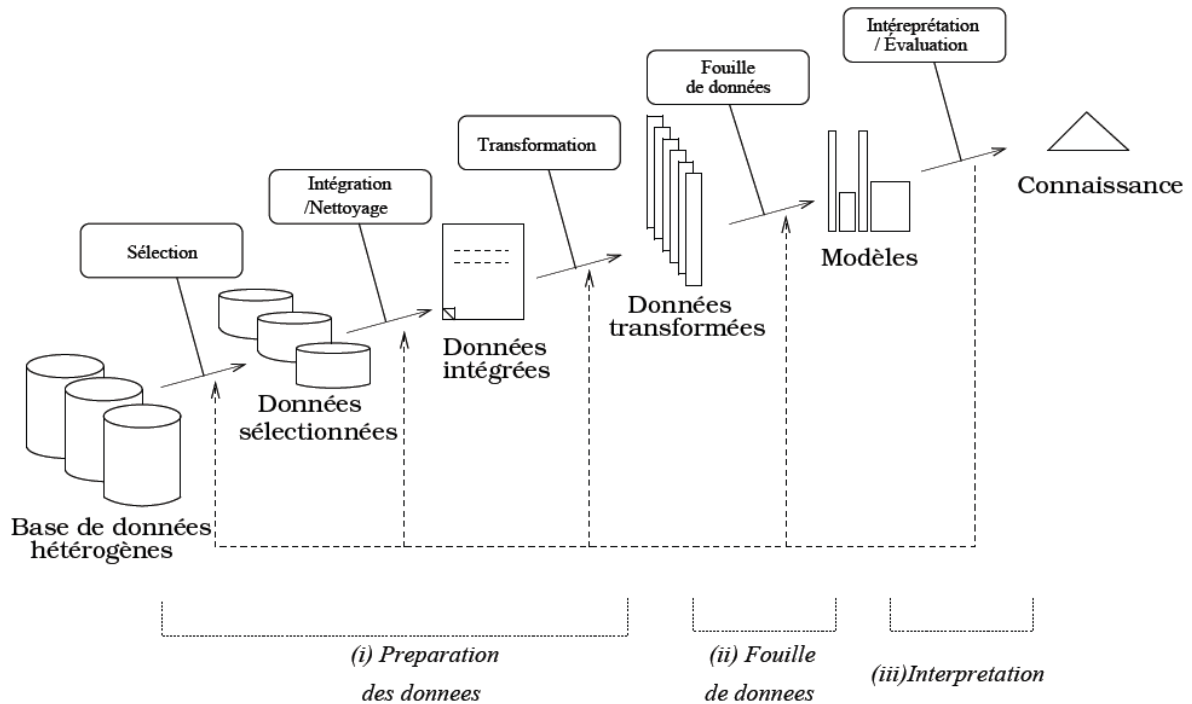 Intéreprétation
/ Évaluation
Fouille
de données
Transformation
Intégration
/Nettoyage
Sélection
Connaissance
Modèles
Données
transformées
Données
intégrées
Données
sélectionnées
Base de données
hétérogènes
(i) Preparation
des donnees
(ii) Fouille
de donnees
(iii)Interpretation